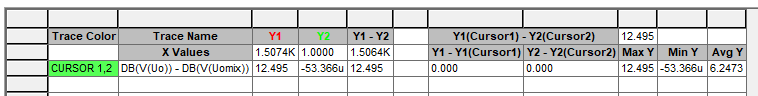 Trace Color Trace Name Y1 Y2 Y1 - Y2 Y1(Cursor1) - Y2(Cursor2) 12.495
X Values 1.5074K 1.0000 1.5064K Y1 - Y1(Cursor1) Y2 - Y2(Cursor2) Max Y Min Y Avg Y
CURSOR 1,2 DB(V(Uo)) - DB(V(Uomix)) 12.495 -53.366u 12.495 0.000 0.000 12.495 -53.366u 6.2473